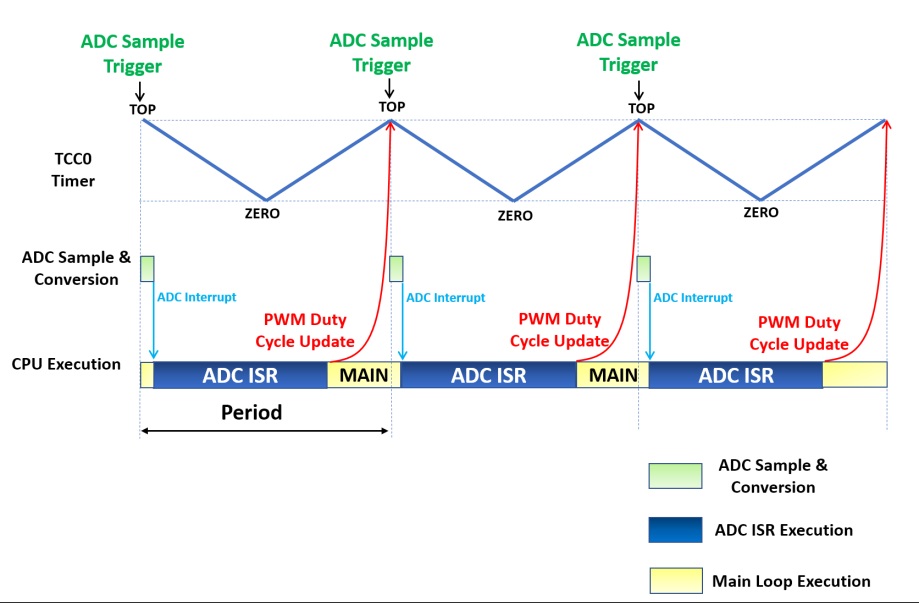 ADC Sample
Trigger
ADC Sample
Trigger
ADC Sample
Trigger
TOP
TOP
TOP
TCC0
Timer
ZERO
ZERO
ZERO
ADC Sample &
Conversion
ADC Interrupt
ADC Interrupt
ADC Interrupt
PWM Duty
Cycle Update
PWM Duty
Cycle Update
PWM Duty
Cycle Update
CPU Execution
ADC ISR
MAIN
ADC ISR
MAIN
ADC ISR
Period
ADC Sample &
Conversion
ADC ISR Execution
Main Loop Execution